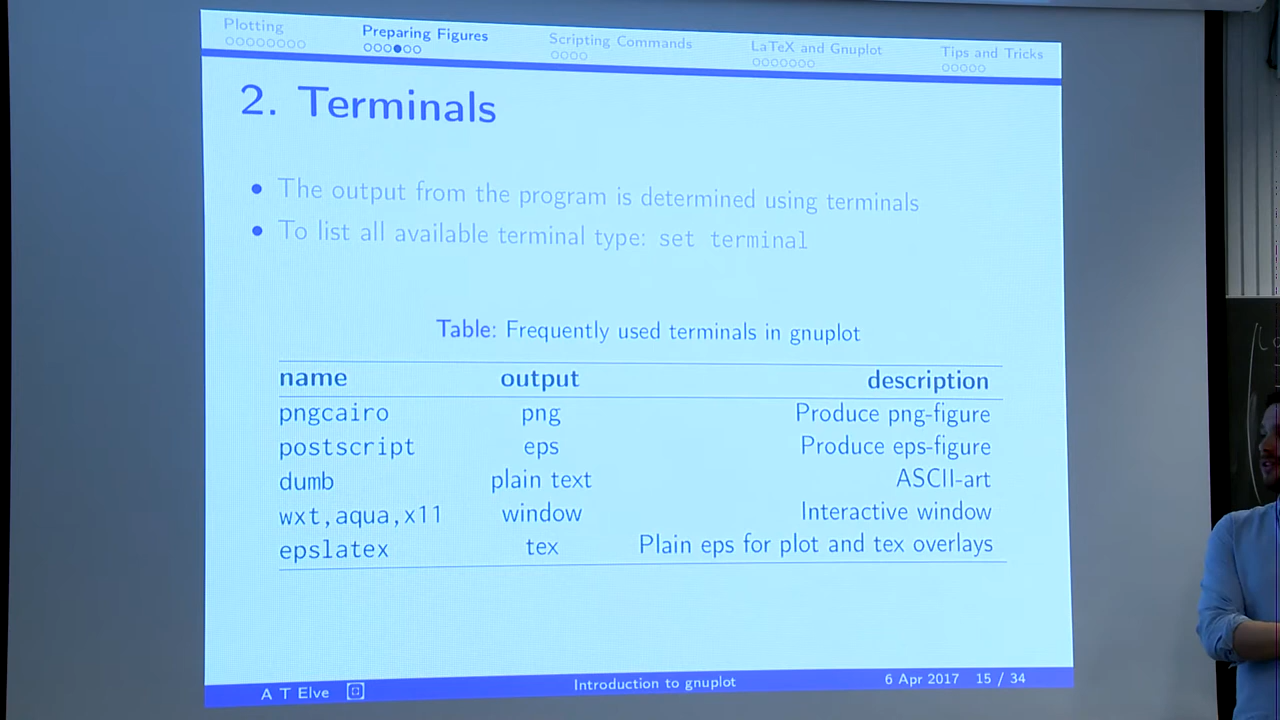 Plotting Preparing Figures Scripting Commands LaTeX and Gnuplot Tips and Tricks
2. Terminals
• The output from the program is determined using terminals
• To list all available terminal type: set terminal
Table: Frequently used terminals in gnuplot
name output description
pngcairo png Produce png-figure
postscript eps Produce eps-figure
dumb plain text ASCII-art
wxt,aqua,x11 window Interactive window
epslatex tex Plain eps for plot and tex overlays
A T Elve Introduction to gnuplot 6 Apr 2017 15 / 34